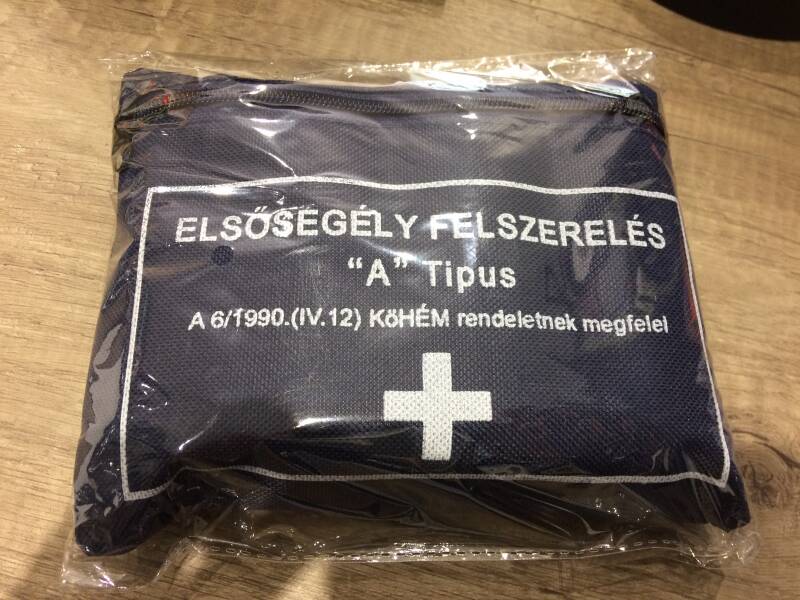 ELSŐSEGÉLY FELSZERELÉS
"A" Tipus
A 6/1990.(IV.12) KöHÉM rendeletnek megfelel